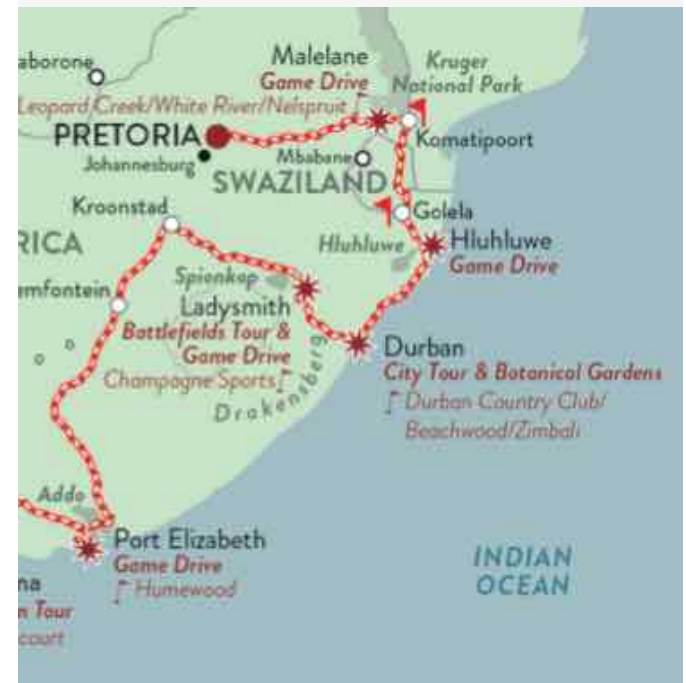 Malelane
Game Drive
Kruger
National Park
aborone
Leopard Creek/White River/Nelspruit
PRETORIA
Komatipoort
Johannesburg
Mbabane
SWAZILAND
Kroonstad
Golela
RICA
Hluhluwe
Hluhluwe
Game Drive
Spionkop
emfontein
Ladysmith
Battlefields Tour &
Game Drive
Champagne Sports
Drakensberg
Durban
City Tour & Botanical Gardens
Durban Country Club/
Beachwood/Zimbali
Addo
Port Elizabeth
Game Drive
Humewood
INDIAN
OCEAN
na
n Tour
court